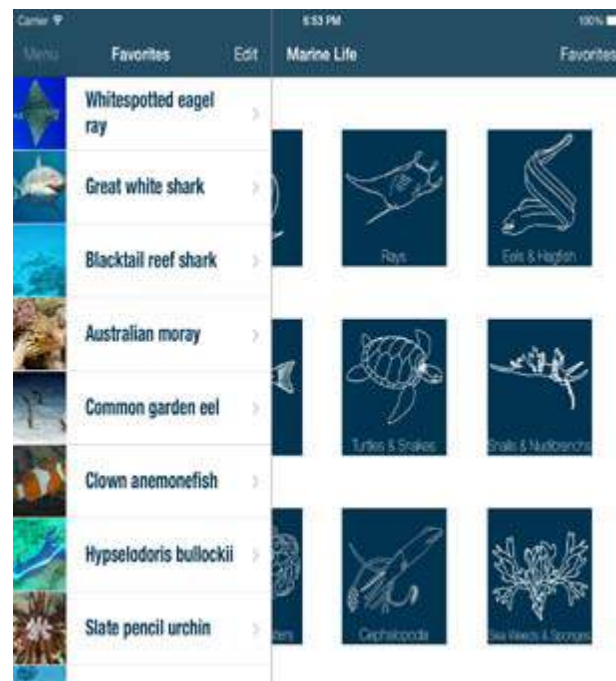 Carrier 6:53 PM 100%
Menu Favorites Edit Marine Life Favorites
Whitespotted eagel
ray
Great white shark
Blacktail reef shark
Australian moray
Common garden eel
Clown anemonefish
Hypselodoris bullockii
Slate pencil urchin
Rays
Eels & Hagfish
Turtles & Snakes
Snails & Nudibranchs
Cephalopoda
Sea Weeds & Sponges